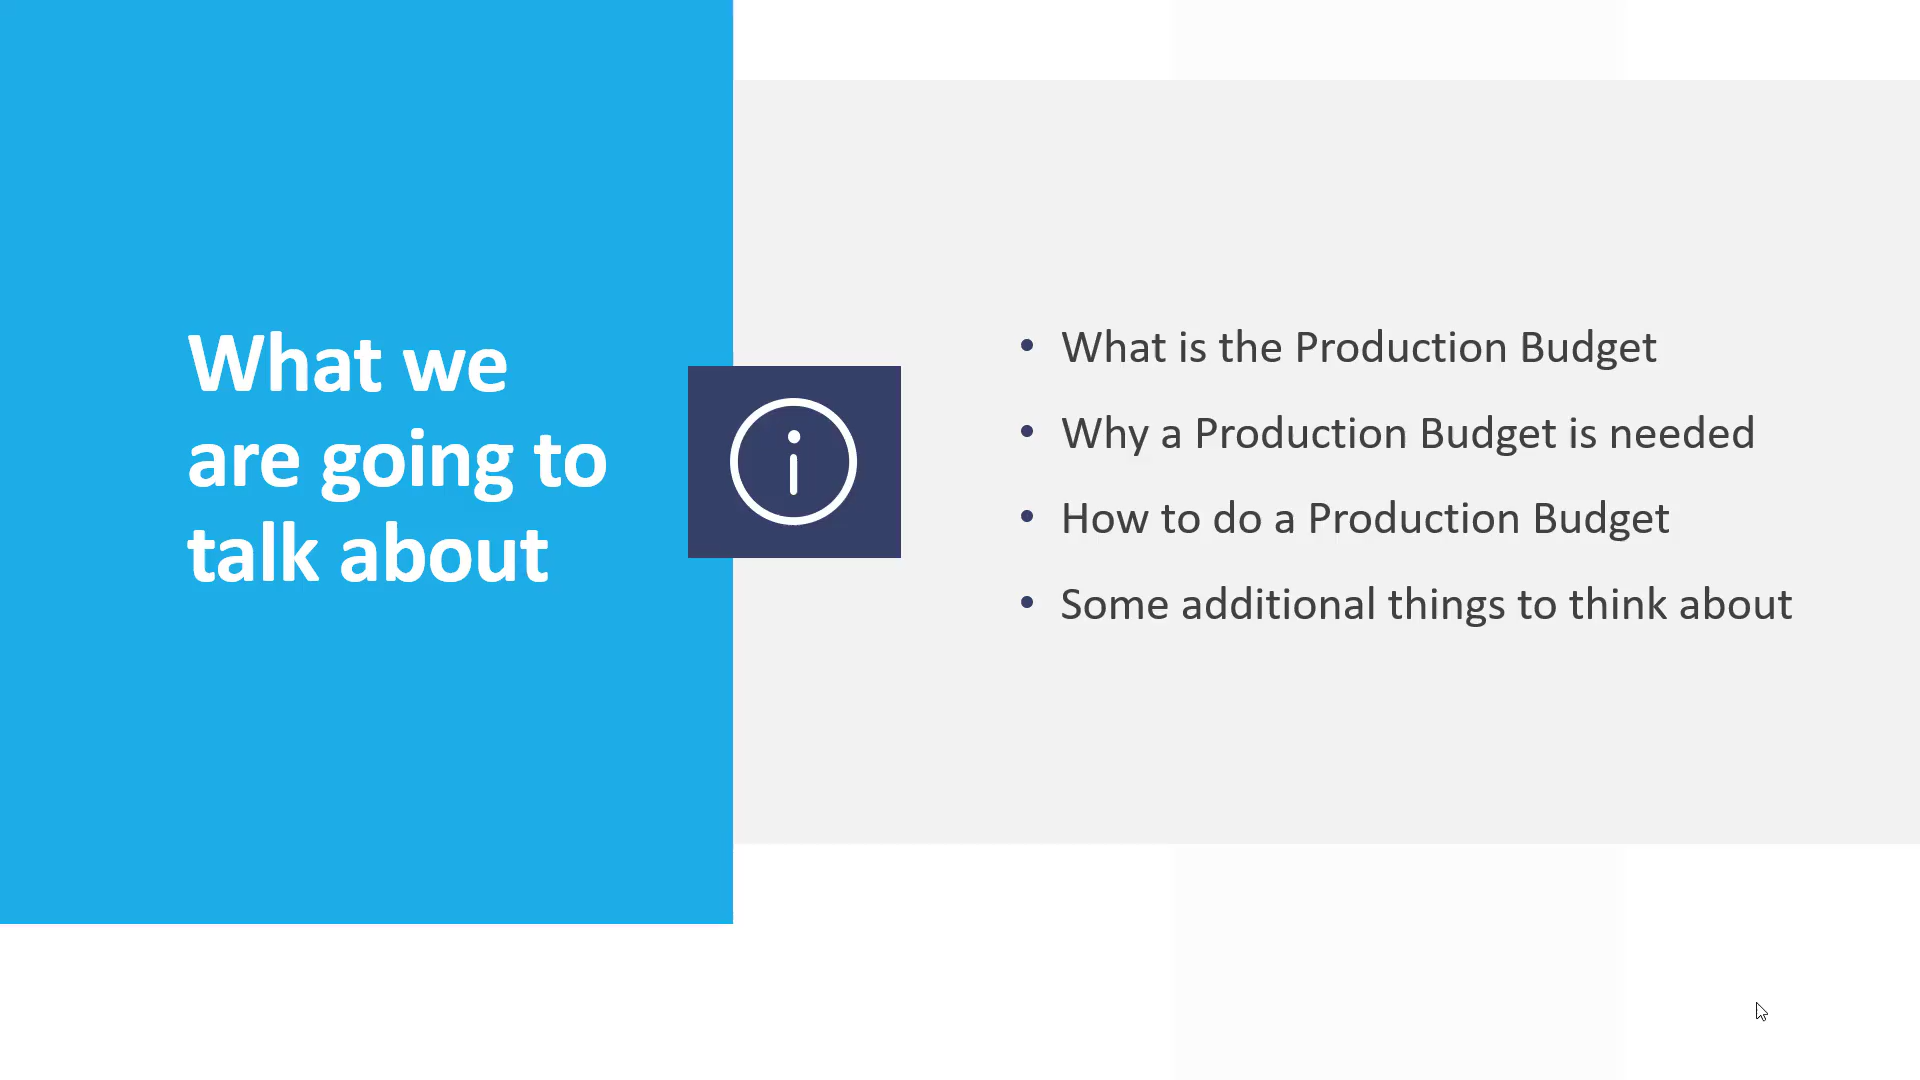 What we
are going to
talk about
• What is the Production Budget
• Why a Production Budget is needed
• How to do a Production Budget
• Some additional things to think about